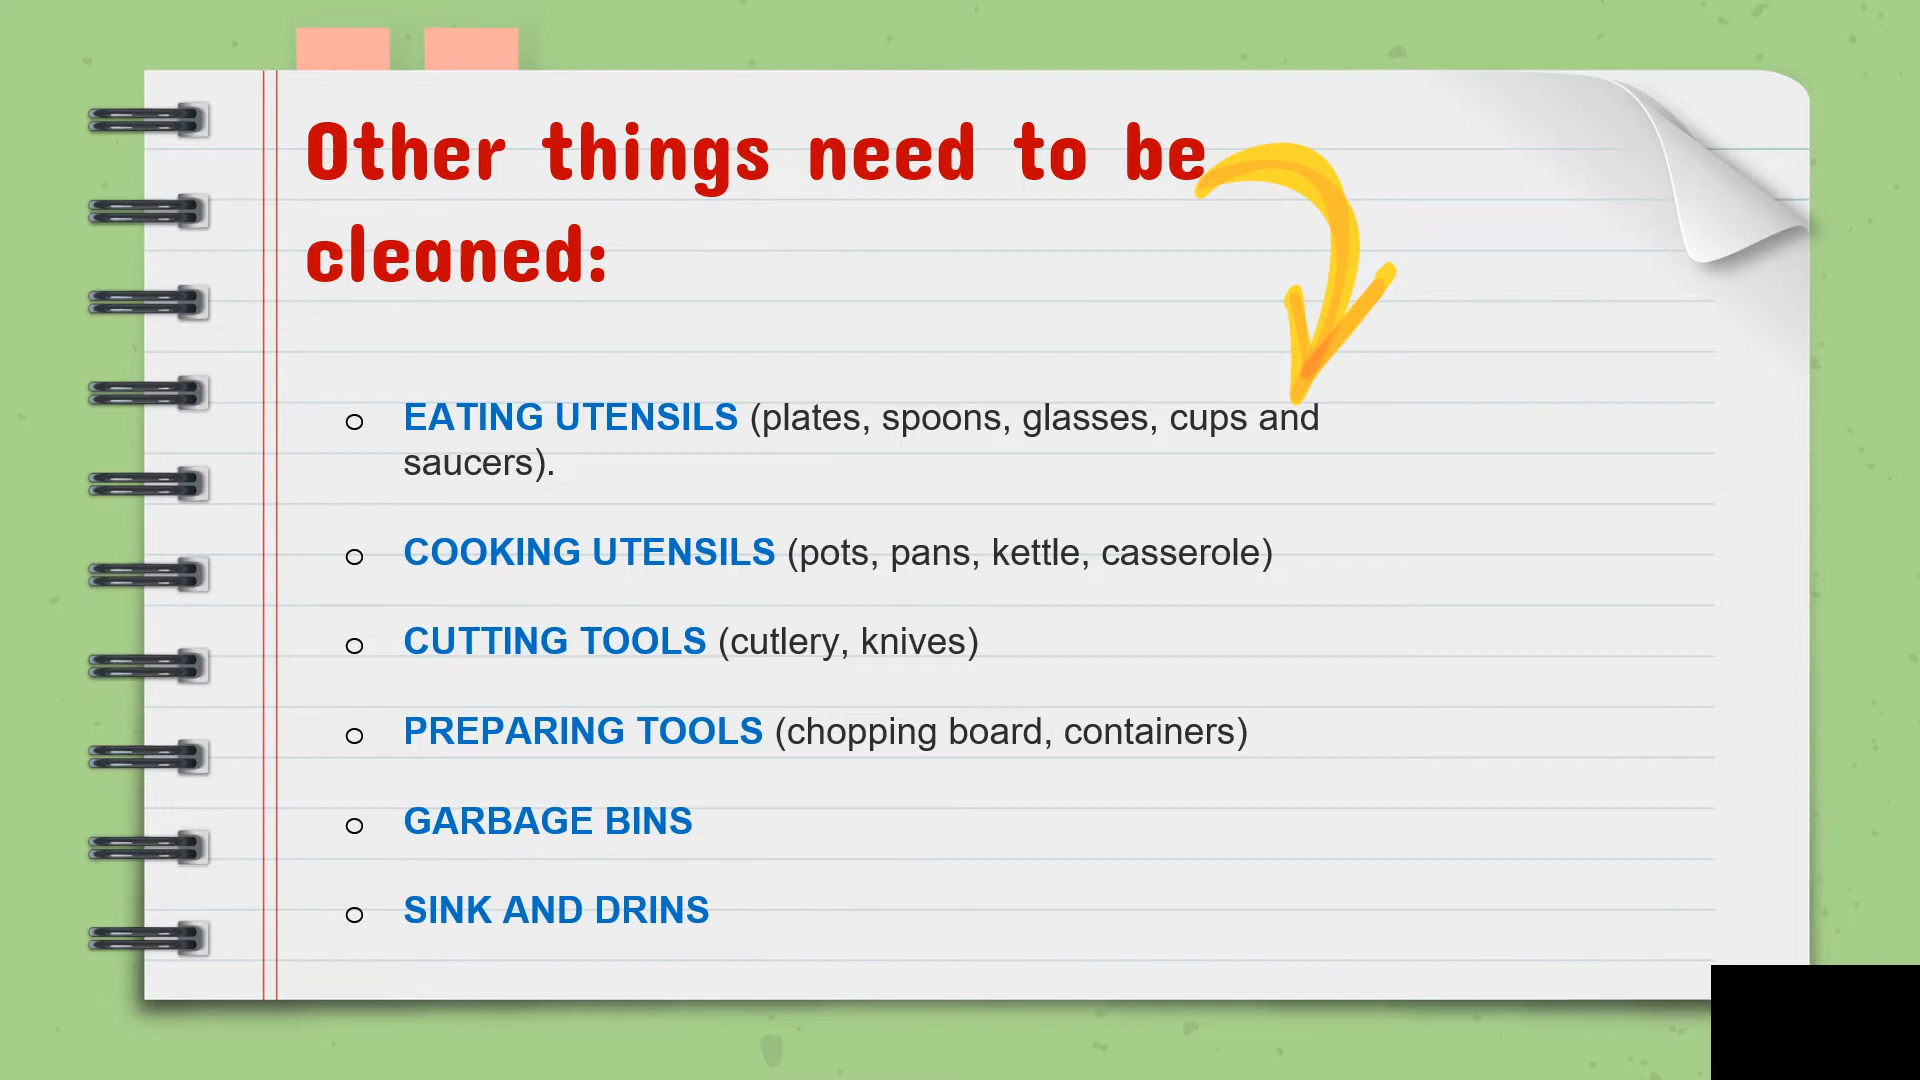 Other things need to be
cleaned:
EATING UTENSILS (plates, spoons, glasses, cups and
saucers).
COOKING UTENSILS (pots, pans, kettle, casserole)
CUTTING TOOLS (cutlery, knives)
PREPARING TOOLS (chopping board, containers)
GARBAGE BINS
SINK AND DRINS